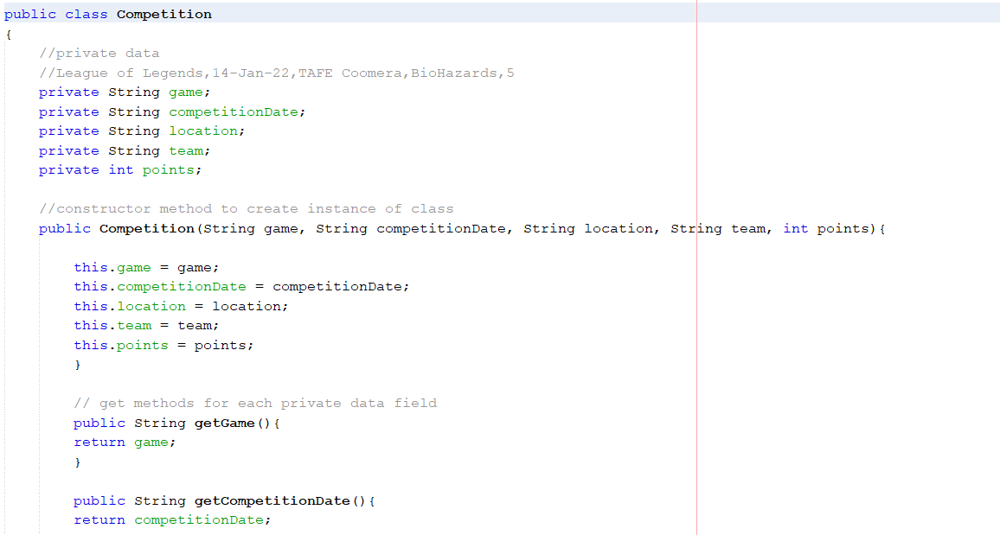 public class Competition
{
//private data
//League of Legends,14-Jan-22,TAFE Coomera,BioHazards,5
private String game;
private String competitionDate;
private String location;
private String team;
private int points;
//constructor method to create instance of class
public Competition(String game, String competitionDate, String location, String team, int points){
this.game = game;
this.competitionDate = competitionDate;
this.location = location;
this.team = team;
this.points = points;
}
// get methods for each private data field
public String getGame(){
return game;
}
public String getCompetitionDate(){
return competitionDate;